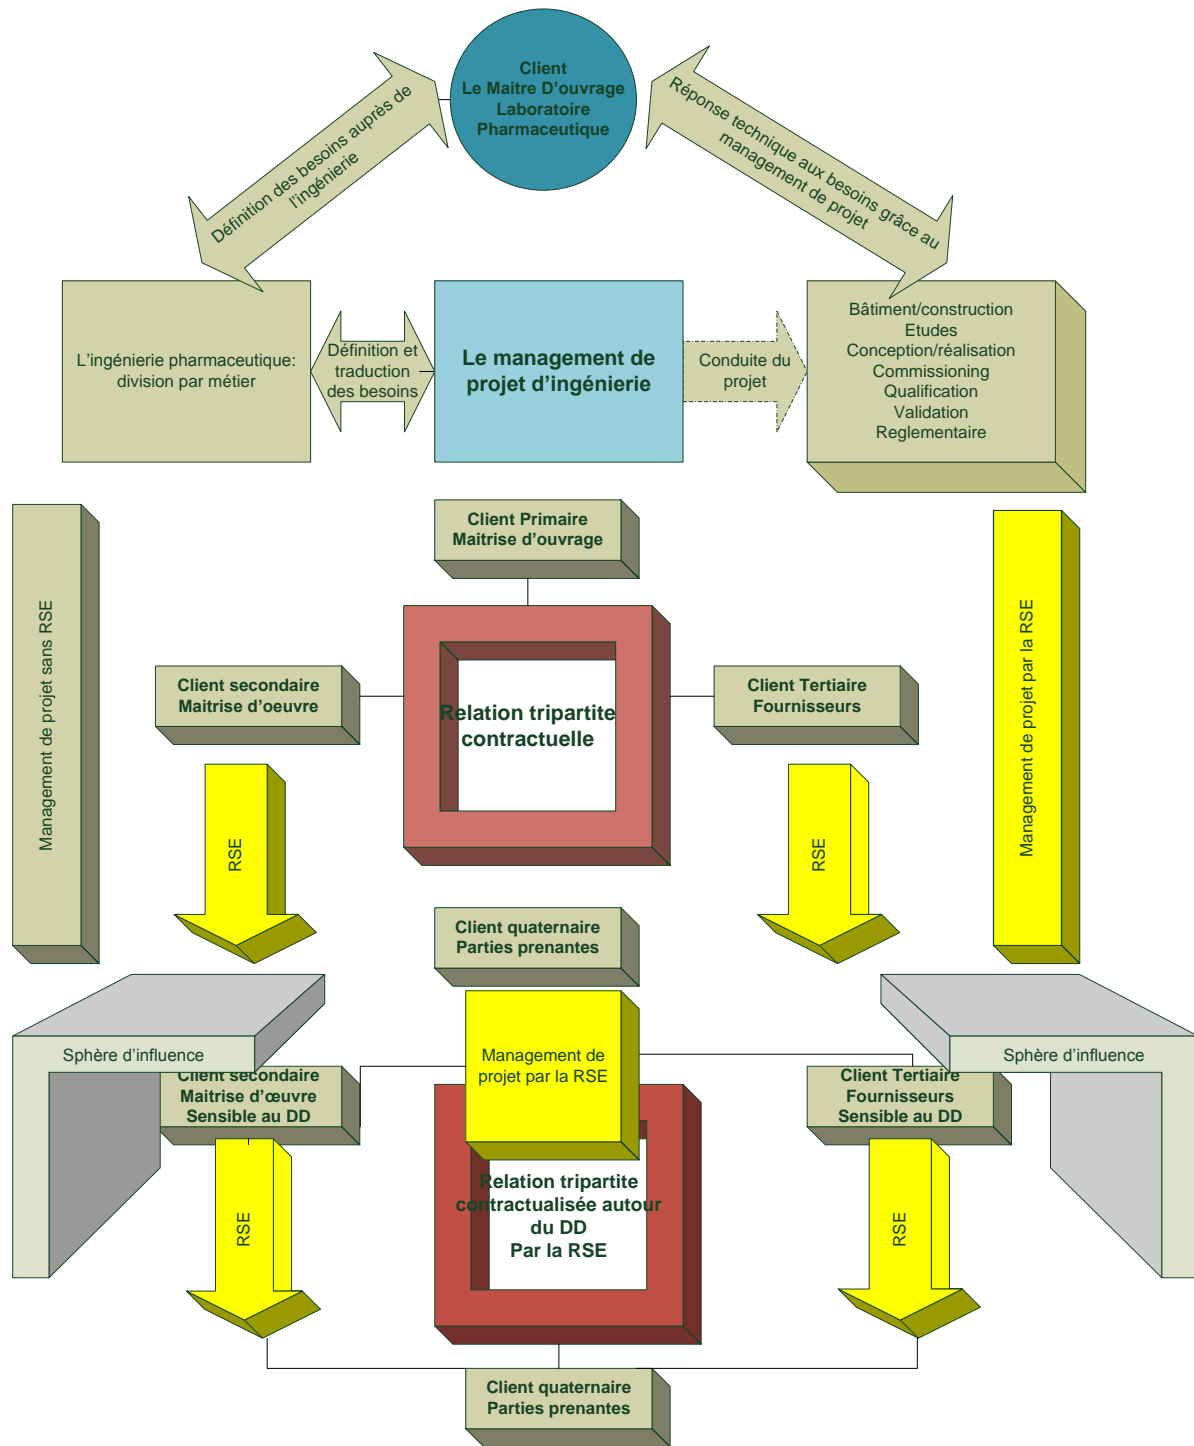 Client
Le Maitre D'ouvrage
Laboratoire
Pharmaceutique
Définition des besoins auprès de
l'ingénierie
Réponse technique aux besoins grâce au
management de projet
L'ingénierie pharmaceutique:
division par métier
Définition et
traduction
des besoins
Le management de
projet d'ingénierie
Conduite du
projet
Bâtiment/construction
Etudes
Conception/réalisation
Commissioning
Qualification
Validation
Reglementaire
Client Primaire
Maitrise d'ouvrage
Management de projet sans RSE
Client secondaire
Maitrise d'oeuvre
Relation tripartite
contractuelle
Client Tertiaire
Fournisseurs
Management de projet par la RSE
RSE
RSE
Client quaternaire
Parties prenantes
Sphère d'influence
Management de
projet par la RSE
Sphère d'influence
Client secondaire
Maitrise d'œuvre
Sensible au DD
Client Tertiaire
Fournisseurs
Sensible au DD
RSE
Relation tripartite
contractualisée autour
du DD
Par la RSE
RSE
Client quaternaire
Parties prenantes